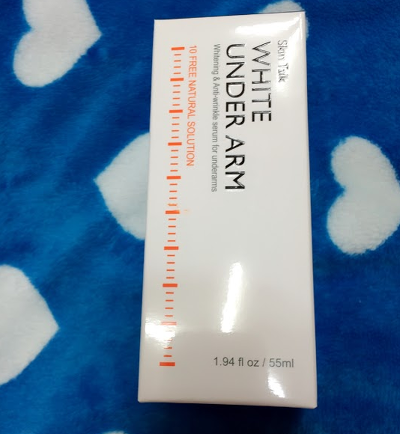 Skin Talk
WHITE
UNDER ARM
Whitening & Anti-wrinkle serum for underarms
10 FREE NATURAL SOLUTION
1.94 fl oz / 55ml